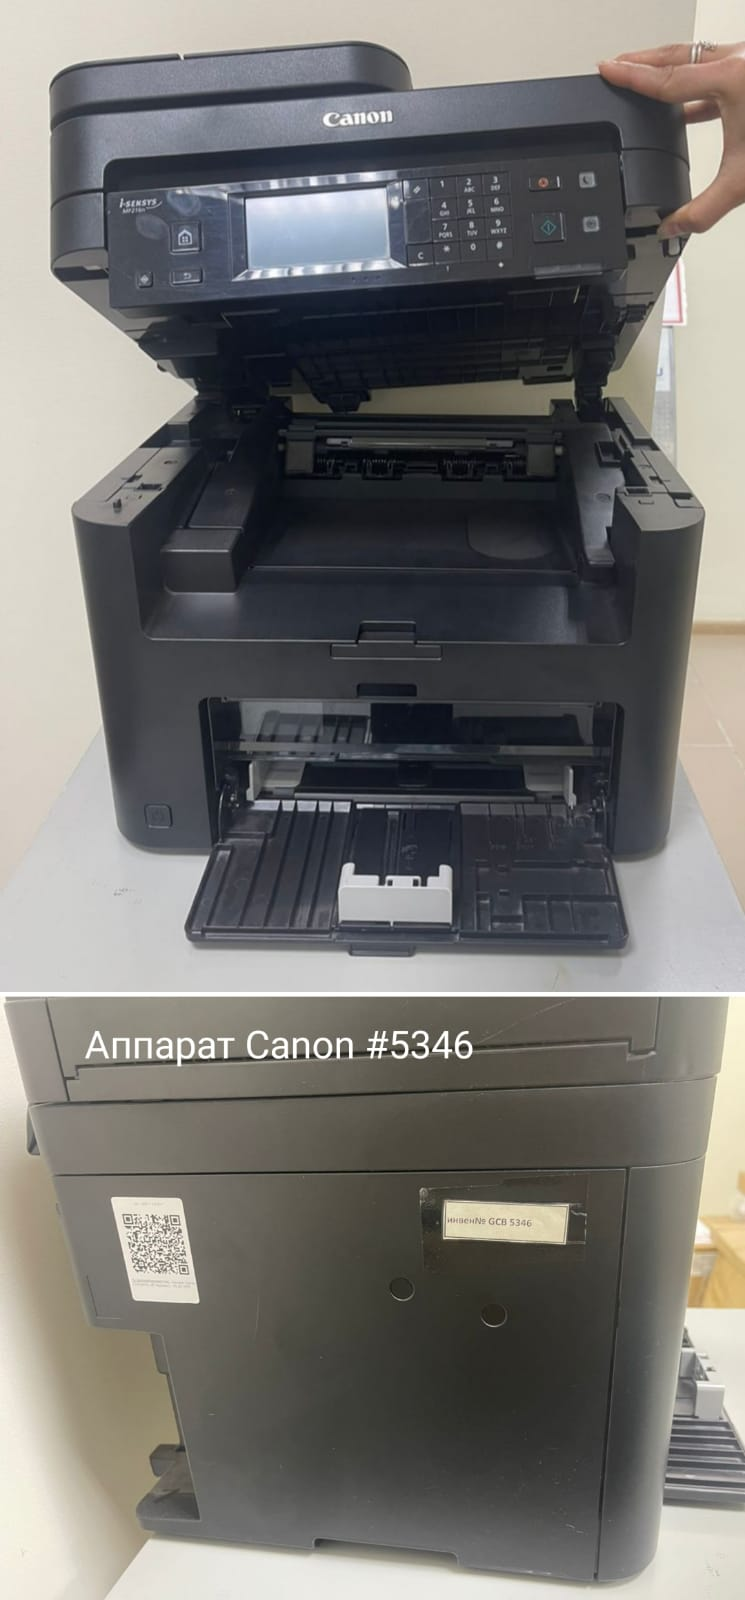 Canon
i-SENSYS
MF216n
1
2
ABC
3
DEF
4
GHI
5
JKL
6
MNO
7
PQRS
8
TUV
9
WXYZ
C
*
0
#
Аппарат Canon #5346
инвен№ GCB 5346